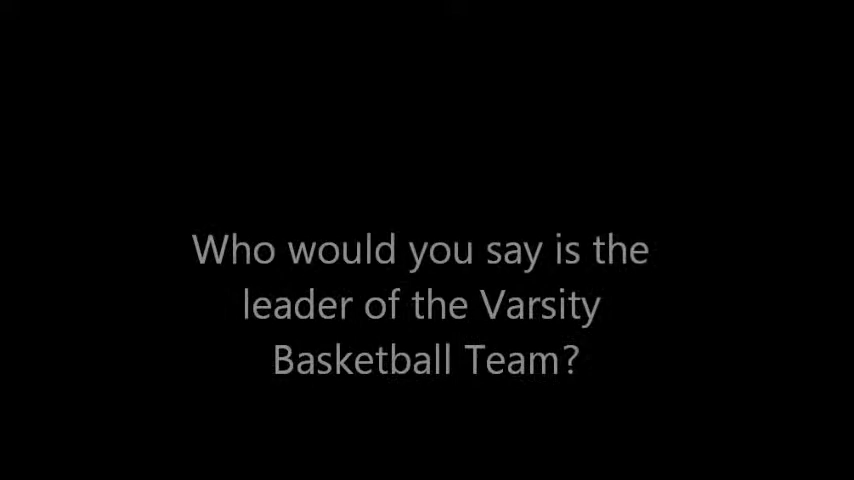 Who would you say is the
leader of the Varsity
Basketball Team?